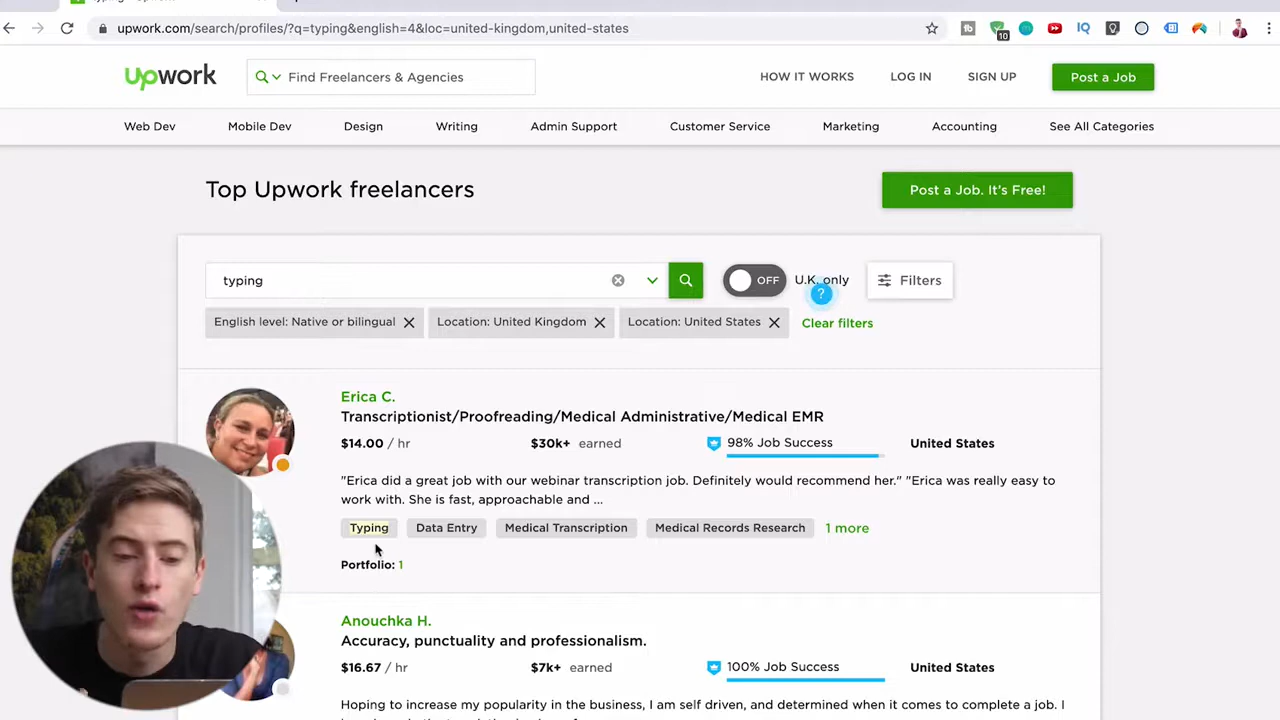 upwork.com/search/profiles/?q=typing&english=4&loc=united-kingdom,united-states
10
IQ
upwork
Find Freelancers & Agencies
HOW IT WORKS
LOG IN
SIGN UP
Post a Job
Web Dev
Mobile Dev
Design
Writing
Admin Support
Customer Service
Marketing
Accounting
See All Categories
Top Upwork freelancers
Post a Job. It's Free!
typing
OFF
U.K. only
?
Filters
English level: Native or bilingual
Location: United Kingdom
Location: United States
Clear filters
Erica C.
Transcriptionist/Proofreading/Medical Administrative/Medical EMR
$14.00 / hr
$30k+ earned
98% Job Success
United States
"Erica did a great job with our webinar transcription job. Definitely would recommend her." "Erica was really easy to
work with. She is fast, approachable and ...
Typing
Data Entry
Medical Transcription
Medical Records Research
1 more
Portfolio: 1
Anouchka H.
Accuracy, punctuality and professionalism.
$16.67 / hr
$7k+ earned
100% Job Success
United States
Hoping to increase my popularity in the business, I am self driven, and determined when it comes to complete a job. I